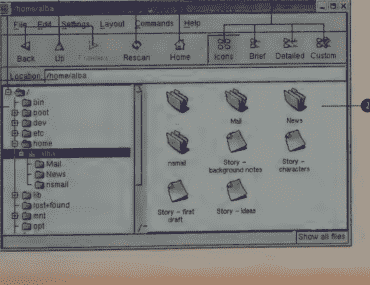 /home/alba
File Edit Settings Layout Commands Help
Back Up Rescan Home Icons Brief Detailed Custom
Location: /home/alba
/
bin
boot
dev
etc
home
alba
Mail
News
nsmail
lib
lost+found
mnt
opt
Mail News
nsmail Story - background notes Story - characters
Story - first draft Story - ideas
Show all files